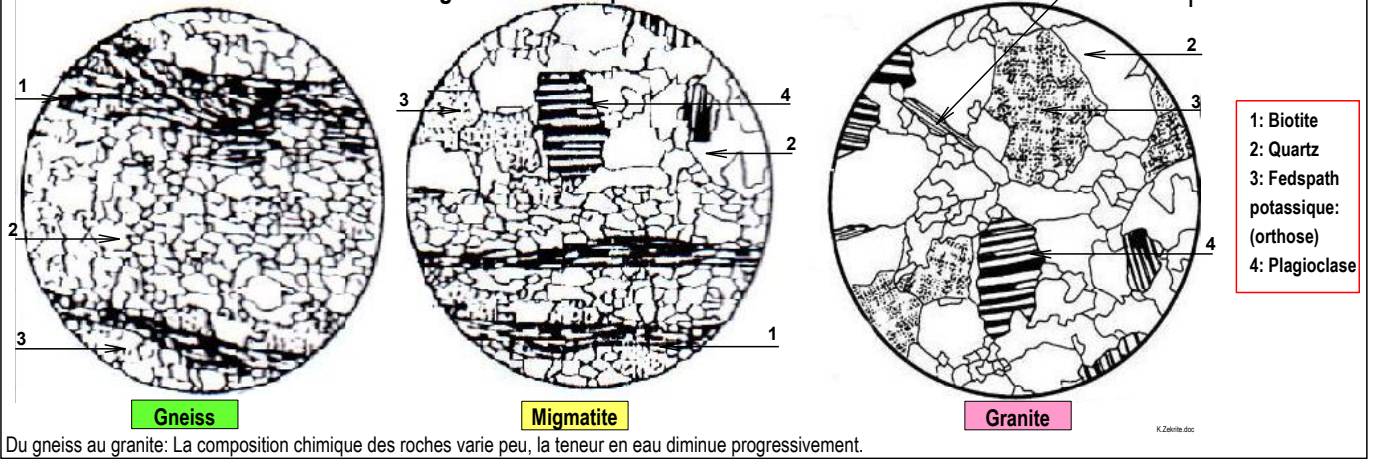 1
2
3
3
4
2
1
2
3
4
1: Biotite
2: Quartz
3: Fedspath
potassique:
(orthose)
4: Plagioclase
Gneiss
Migmatite
Granite
K.Zekrite.doc
Du gneiss au granite: La composition chimique des roches varie peu, la teneur en eau diminue progressivement.